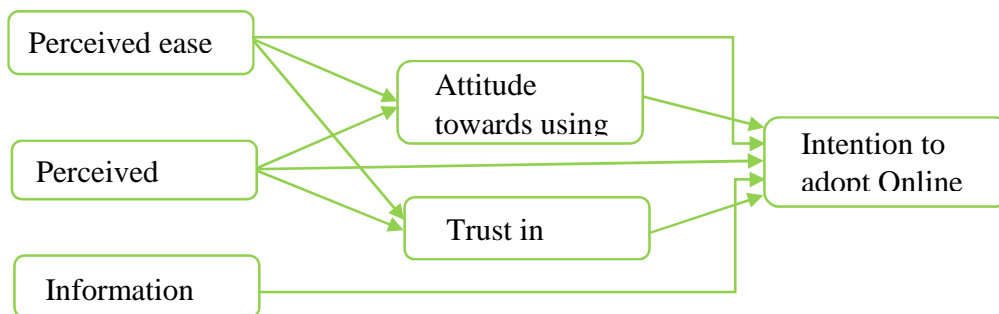 Perceived ease
Attitude
towards using
Perceived
Intention to
adopt Online
Trust in
Information